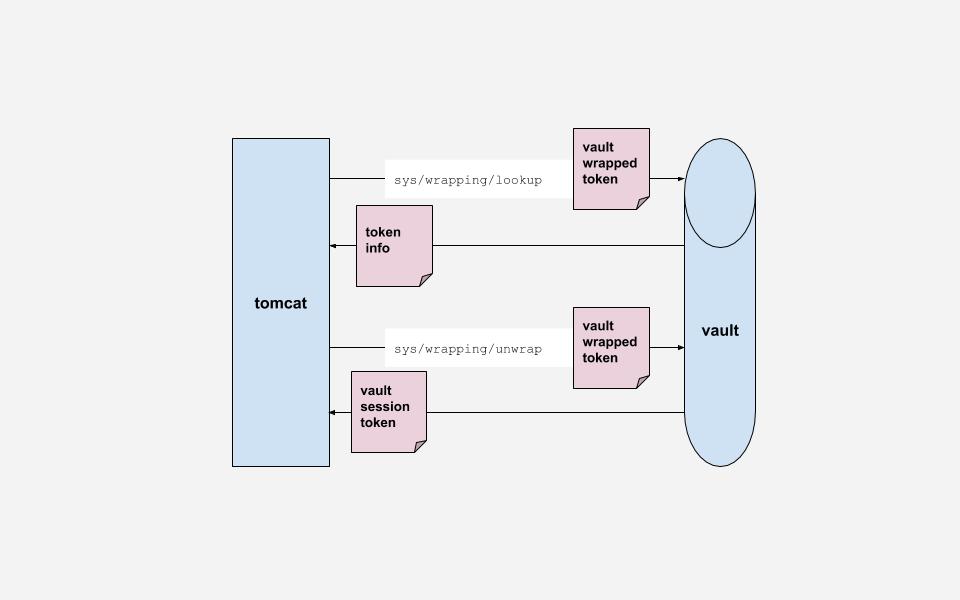 vault
wrapped
token
sys/wrapping/lookup
token
info
tomcat
vault
vault
wrapped
token
sys/wrapping/unwrap
vault
session
token